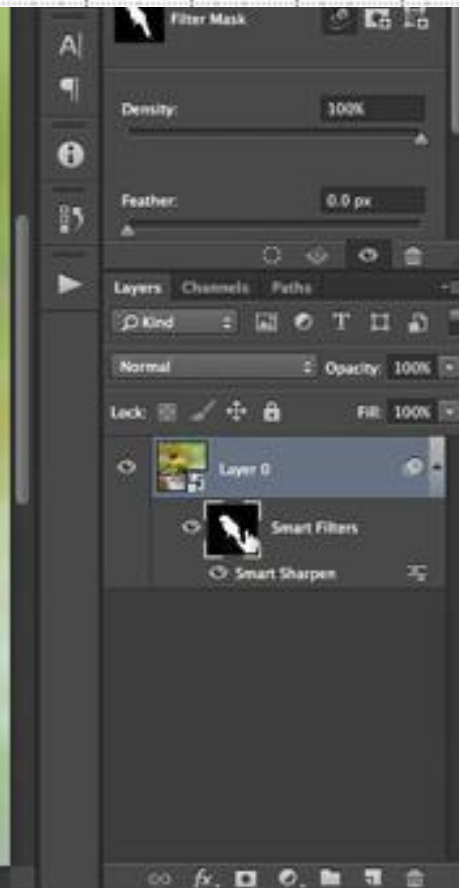 Filter Mask
A|
Density: 100%
Feather: 0.0 px
Layers Channels Paths
Kind
T
Normal Opacity: 100%
Lock: Fill: 100%
Layer 0
Smart Filters
Smart Sharpen
fx.